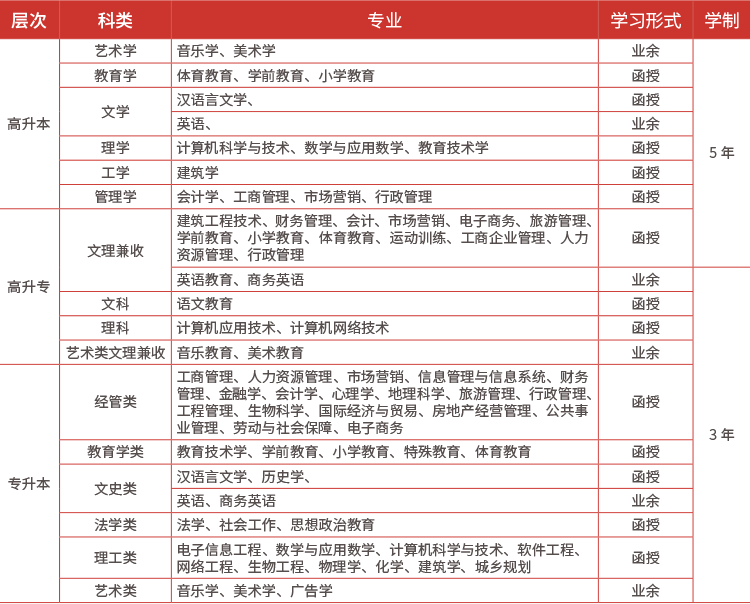 层次 科类 专业 学习形式 学制
艺术学 音乐学、美术学 业余
教育学 体育教育、学前教育、小学教育 函授
高升本
文学
汉语言文学、 函授
英语、 业余
理学 计算机科学与技术、数学与应用数学、教育技术学 函授
5 年
工学 建筑学 函授
管理学 会计学、工商管理、市场营销、行政管理 函授
高升专
文理兼收
建筑工程技术、财务管理、会计、市场营销、电子商务、旅游管理、
学前教育、小学教育、体育教育、运动训练、工商企业管理、人力
资源管理、行政管理
函授
英语教育、商务英语 业余
文科 语文教育 函授
理科 计算机应用技术、计算机网络技术 函授
艺术类文理兼收 音乐教育、美术教育 业余
专升本
经管类
工商管理、人力资源管理、市场营销、信息管理与信息系统、财务
管理、金融学、会计学、心理学、地理科学、旅游管理、行政管理、
工程管理、生物科学、国际经济与贸易、房地产经营管理、公共事
业管理、劳动与社会保障、电子商务
函授
3 年
教育学类 教育技术学、学前教育、小学教育、特殊教育、体育教育 函授
文史类
汉语言文学、历史学、 函授
英语、商务英语 业余
法学类 法学、社会工作、思想政治教育 函授
理工类
电子信息工程、数学与应用数学、计算机科学与技术、软件工程、
网络工程、生物工程、物理学、化学、建筑学、城乡规划
函授
艺术类 音乐学、美术学、广告学 业余